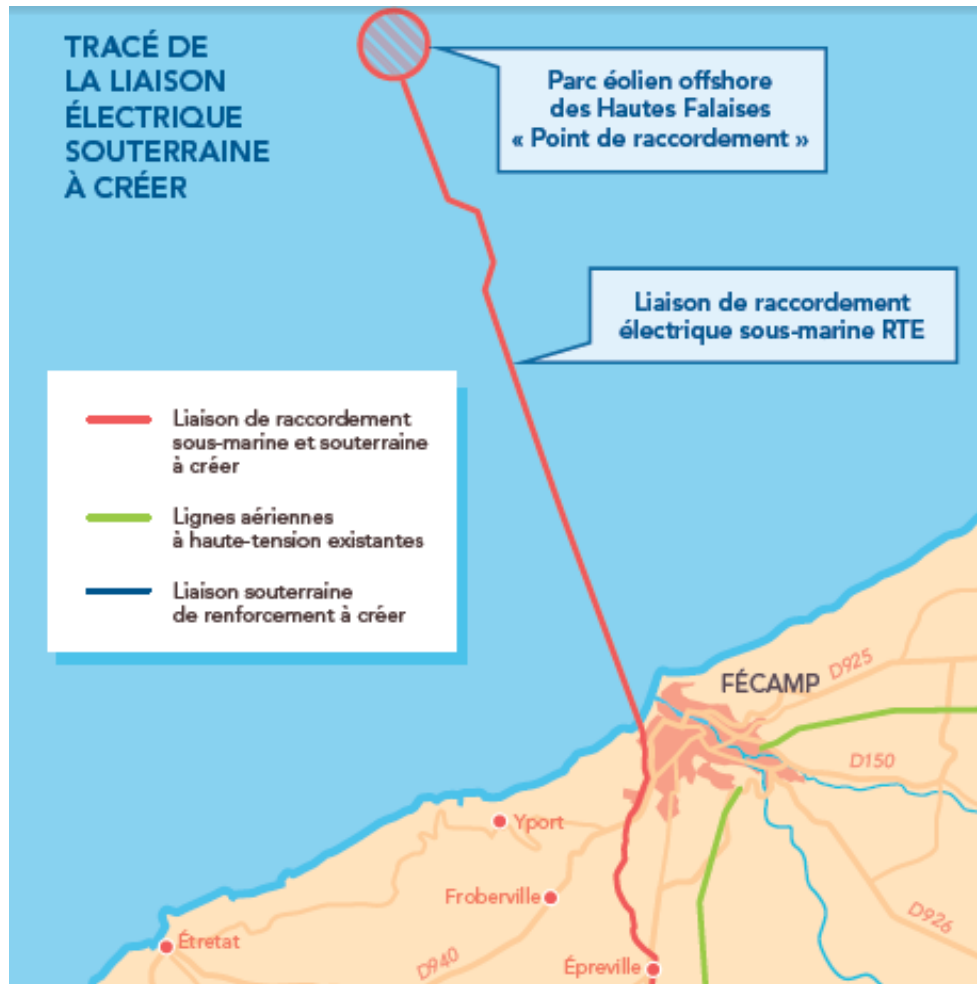 TRACÉ DE
LA LIAISON
ÉLECTRIQUE
SOUTERRAINE
À CRÉER
Parc éolien offshore
des Hautes Falaises
« Point de raccordement »
Liaison de raccordement
électrique sous-marine RTE
Liaison de raccordement
sous-marine et souterraine
à créer
Lignes aériennes
à haute-tension existantes
Liaison souterraine
de renforcement à créer
FÉCAMP
D925
D150
Yport
Froberville
D926
Étretat
D940
Épreville